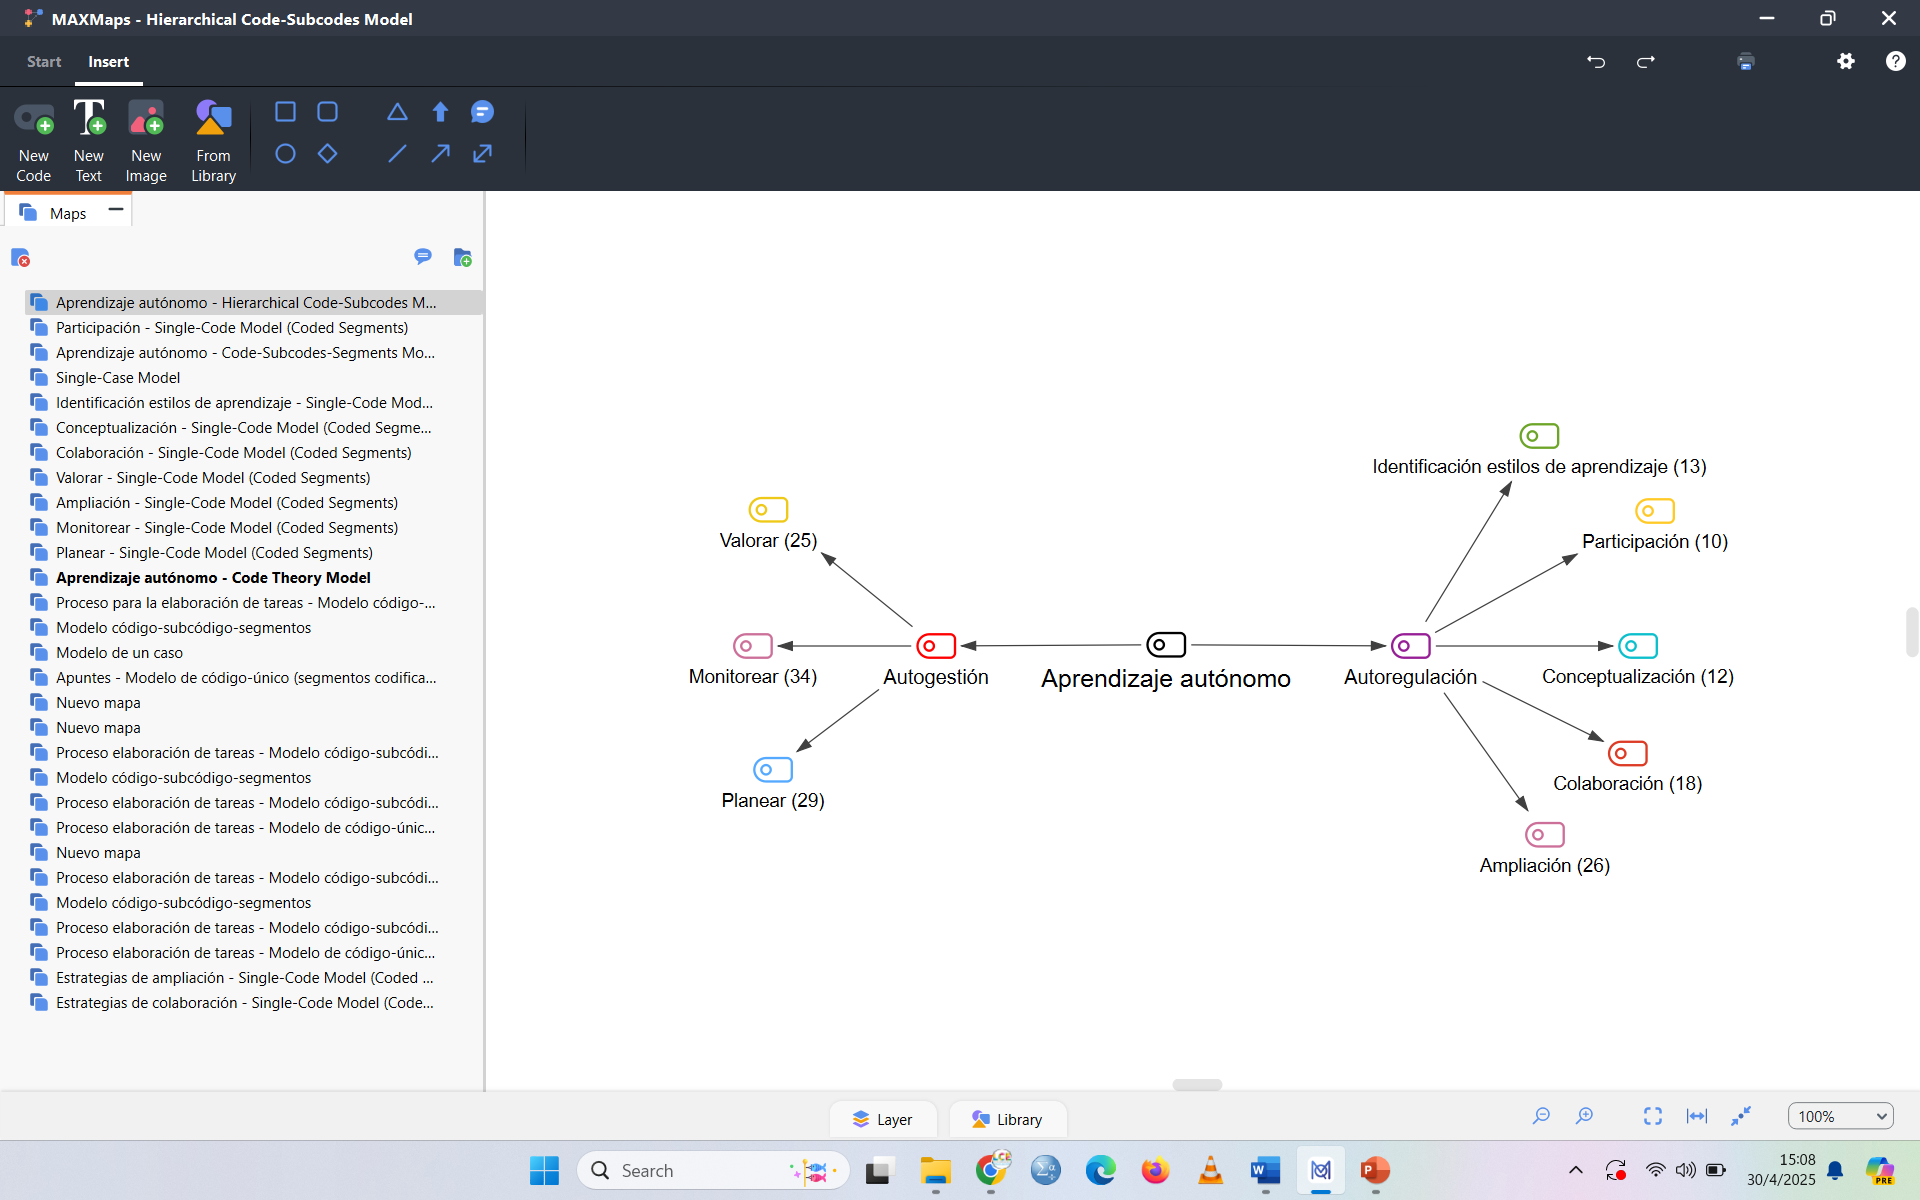 MAXMaps - Hierarchical Code-Subcodes Model
Start
Insert
New Code
New Text
New Image
From Library
Maps
Aprendizaje autónomo - Hierarchical Code-Subcodes M...
Participación - Single-Code Model (Coded Segments)
Aprendizaje autónomo - Code-Subcodes-Segments Mo...
Single-Case Model
Identificación estilos de aprendizaje - Single-Code Mod...
Conceptualización - Single-Code Model (Coded Segme...
Colaboración - Single-Code Model (Coded Segments)
Valorar - Single-Code Model (Coded Segments)
Ampliación - Single-Code Model (Coded Segments)
Monitorear - Single-Code Model (Coded Segments)
Planear - Single-Code Model (Coded Segments)
Aprendizaje autónomo - Code Theory Model
Proceso para la elaboración de tareas - Modelo código-...
Modelo código-subcódigo-segmentos
Modelo de un caso
Apuntes - Modelo de código-único (segmentos codifica...
Nuevo mapa
Nuevo mapa
Proceso elaboración de tareas - Modelo código-subcódi...
Modelo código-subcódigo-segmentos
Proceso elaboración de tareas - Modelo código-subcódi...
Proceso elaboración de tareas - Modelo de código-únic...
Nuevo mapa
Proceso elaboración de tareas - Modelo código-subcódi...
Modelo código-subcódigo-segmentos
Proceso elaboración de tareas - Modelo código-subcódi...
Proceso elaboración de tareas - Modelo de código-únic...
Estrategias de ampliación - Single-Code Model (Coded ...
Estrategias de colaboración - Single-Code Model (Code...
Identificación estilos de aprendizaje (13)
Valorar (25)
Participación (10)
Monitorear (34)
Autogestión
Aprendizaje autónomo
Autoregulación
Conceptualización (12)
Colaboración (18)
Planear (29)
Ampliación (26)
Layer
Library
100%
Search
15:08
30/4/2025
PRE